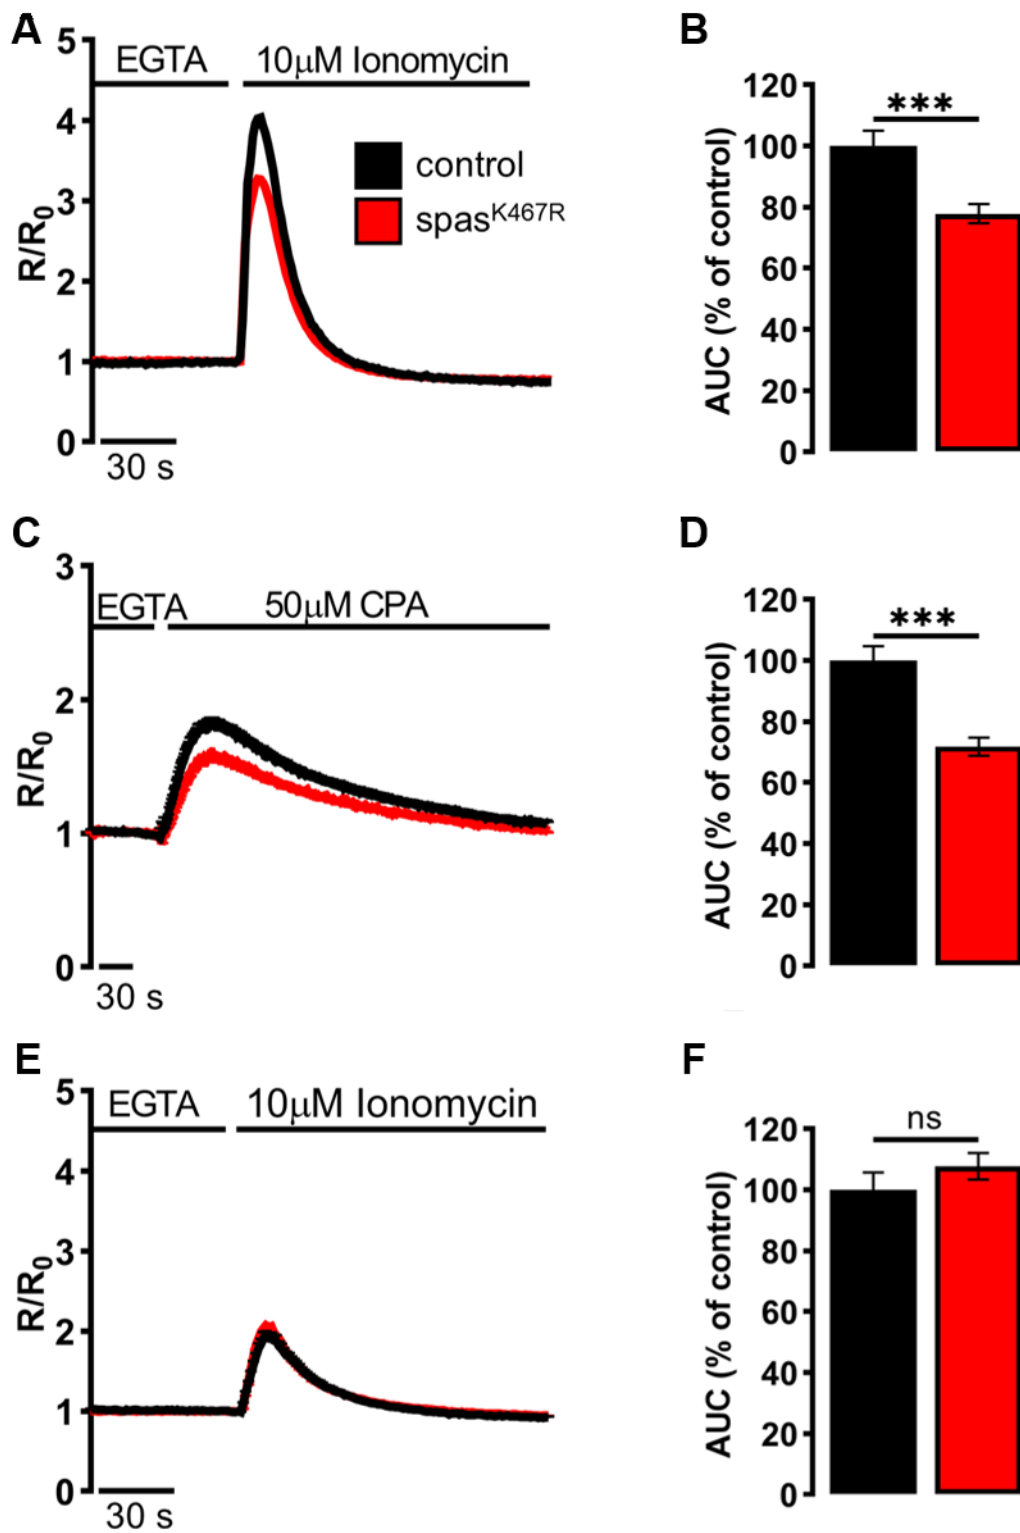 A
5
4
3
2
1
0
R/R0
EGTA
10μM Ionomycin
control
spasK467R
30 s
B
120
100
80
60
40
20
0
AUC (% of control)
***
C
3
2
1
0
R/R0
EGTA
50μM CPA
30 s
D
120
100
80
60
40
20
0
AUC (% of control)
***
E
5
4
3
2
1
0
R/R0
EGTA
10μM Ionomycin
30 s
F
120
100
80
60
40
20
0
AUC (% of control)
ns